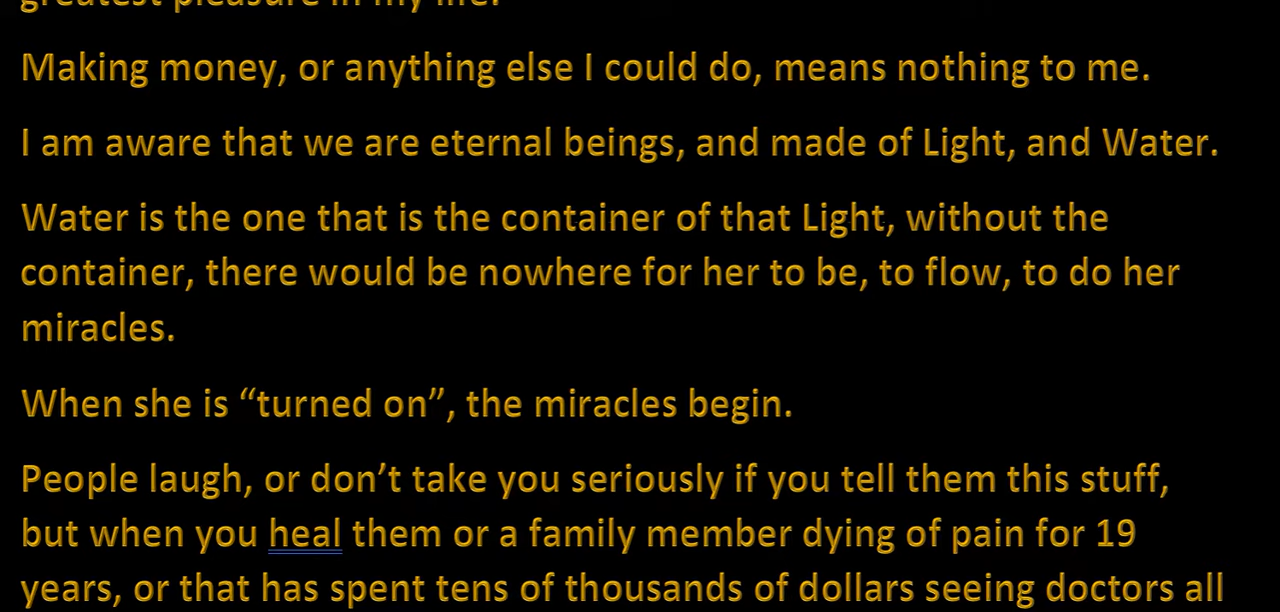 greatest pleasure in my life.
Making money, or anything else I could do, means nothing to me.
I am aware that we are eternal beings, and made of Light, and Water.
Water is the one that is the container of that Light, without the
container, there would be nowhere for her to be, to flow, to do her
miracles.
When she is “turned on”, the miracles begin.
People laugh, or don’t take you seriously if you tell them this stuff,
but when you heal them or a family member dying of pain for 19
years, or that has spent tens of thousands of dollars seeing doctors all